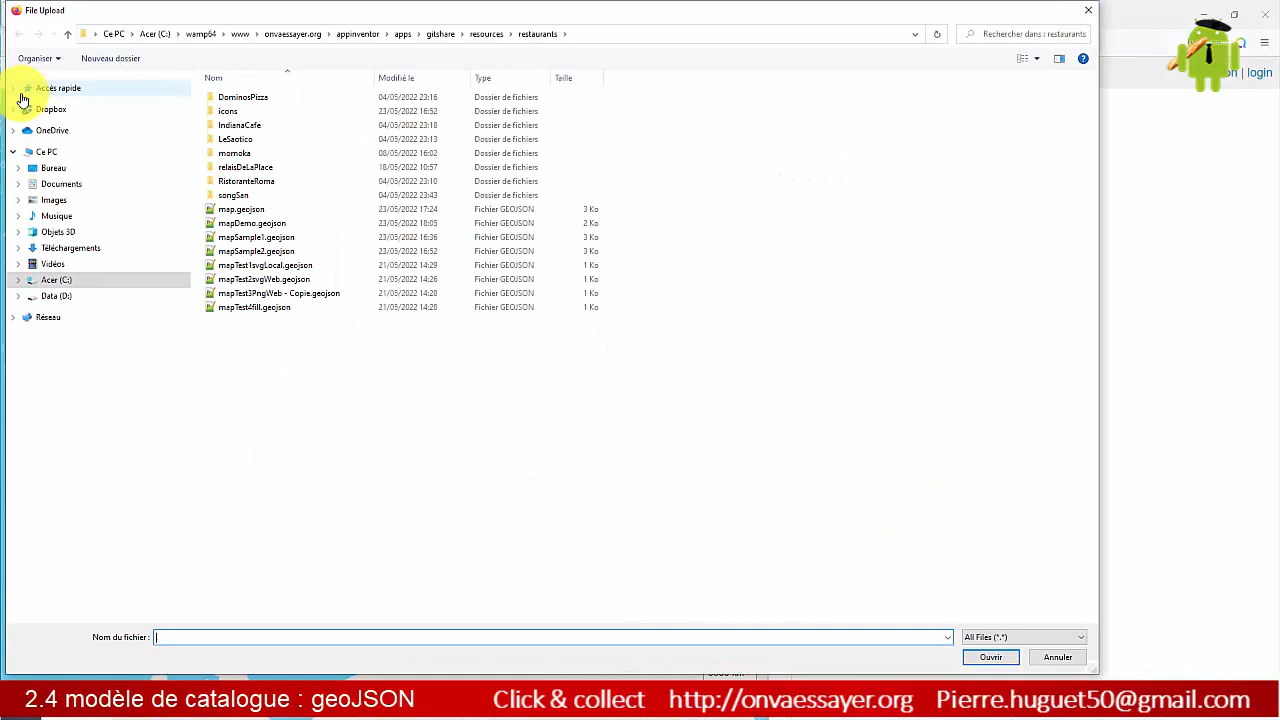 File Upload
Ce PC > Acer (C:) > wamp64 > www > onvaessayer.org > appinventor > apps > gitshare > resources > restaurants >
Rechercher dans : restaurants
Organiser
Nouveau dossier
login
Nom Modifié le Type Taille
Accès rapide
Dropbox
OneDrive
Ce PC
Bureau
Documents
Images
Musique
Objets 3D
Téléchargements
Vidéos
Acer (C:)
Data (D:)
Réseau
DominosPizza 04/05/2022 23:16 Dossier de fichiers
icons 23/05/2022 16:52 Dossier de fichiers
IndianaCafe 04/05/2022 23:18 Dossier de fichiers
LeSaotico 04/05/2022 23:13 Dossier de fichiers
momoka 08/05/2022 16:02 Dossier de fichiers
relaisDeLaPlace 18/05/2022 10:57 Dossier de fichiers
RistoranteRoma 04/05/2022 23:10 Dossier de fichiers
songSan 04/05/2022 23:43 Dossier de fichiers
map.geojson 23/05/2022 17:24 Fichier GEOJSON 3 Ko
mapDemo.geojson 23/05/2022 18:05 Fichier GEOJSON 2 Ko
mapSample1.geojson 23/05/2022 16:36 Fichier GEOJSON 3 Ko
mapSample2.geojson 23/05/2022 16:52 Fichier GEOJSON 3 Ko
mapTest1svgLocal.geojson 21/05/2022 14:29 Fichier GEOJSON 1 Ko
mapTest2svgWeb.geojson 21/05/2022 14:26 Fichier GEOJSON 1 Ko
mapTest3PngWeb - Copie.geojson 21/05/2022 14:28 Fichier GEOJSON 1 Ko
mapTest4fill.geojson 21/05/2022 14:28 Fichier GEOJSON 1 Ko
Nom du fichier :
All Files (*.*)
Ouvrir
Annuler
2.4 modèle de catalogue : geoJSON Click & collect http://onvaessayer.org Pierre.huguet50@gmail.com